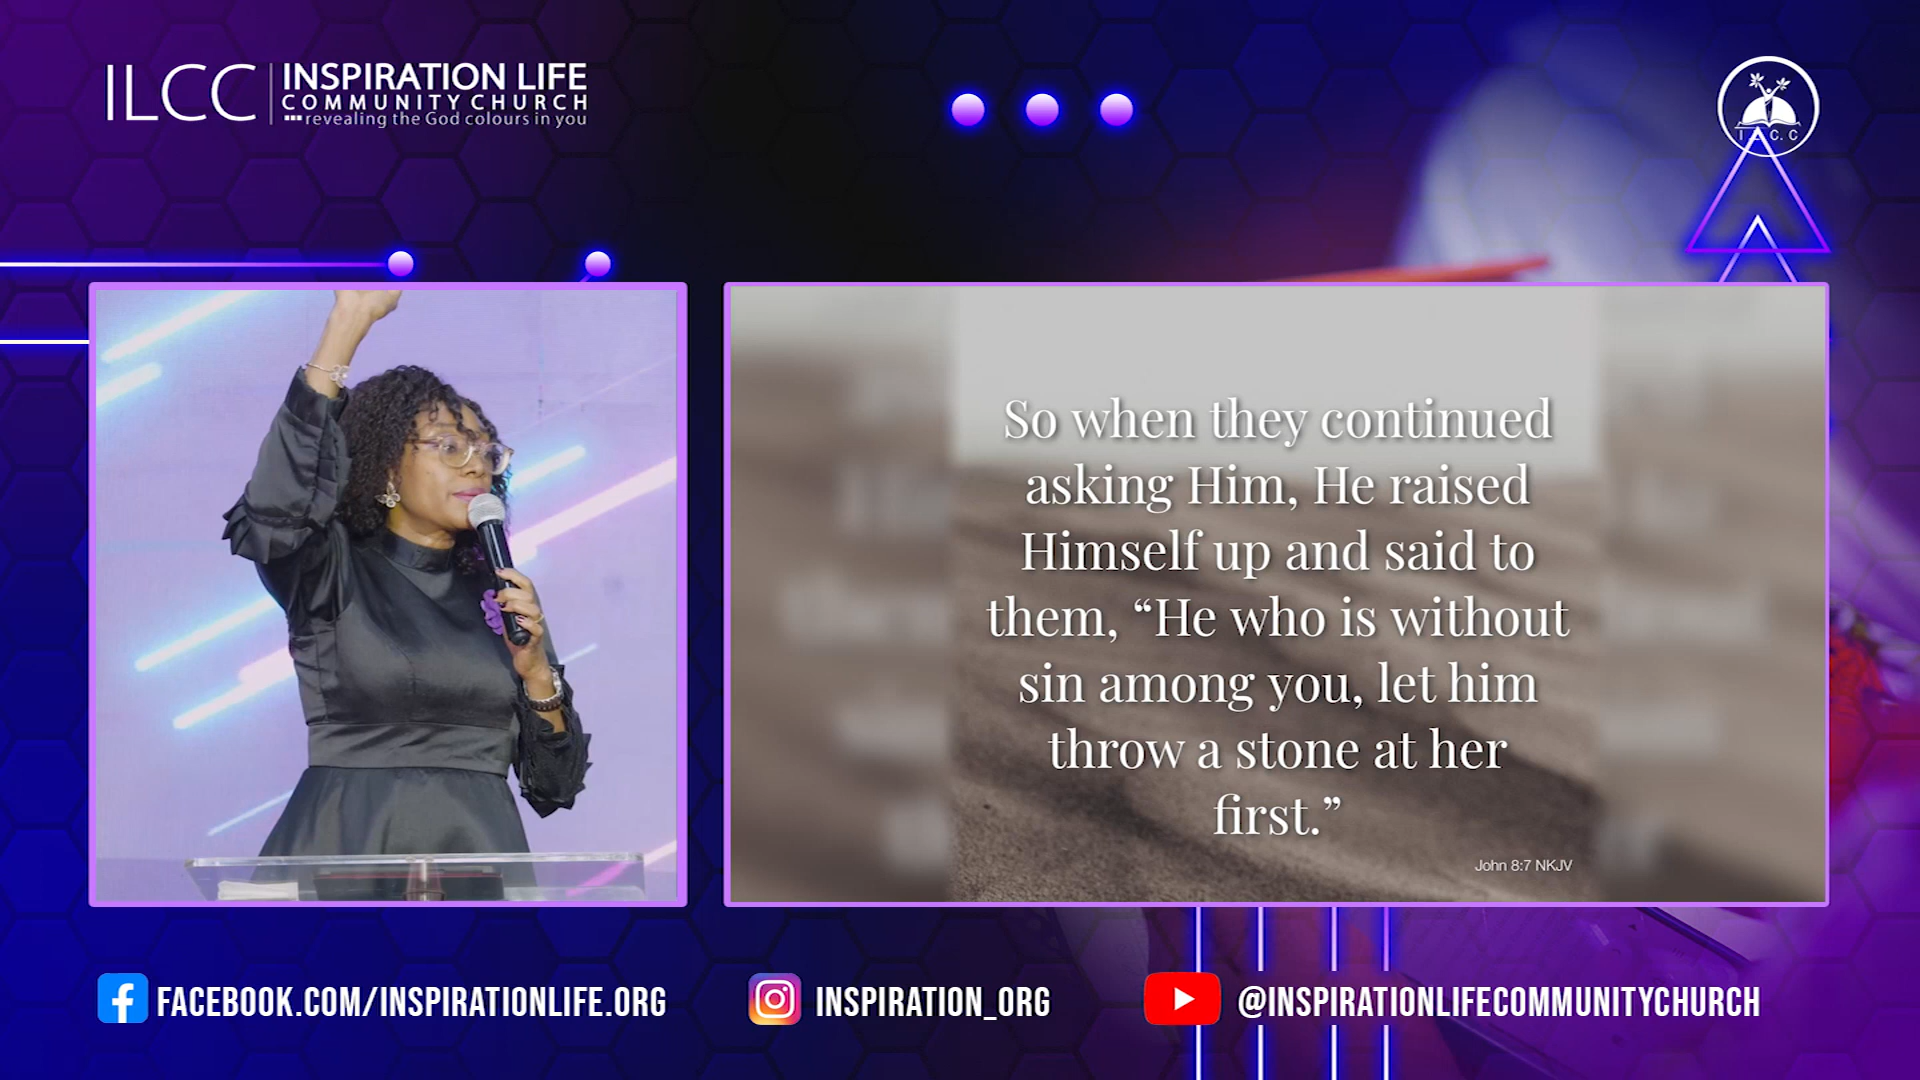 ILCC
INSPIRATION LIFE
COMMUNITY CHURCH
...revealing the God colours in you
I.L.C.C
So when they continued
asking Him, He raised
Himself up and said to
them, “He who is without
sin among you, let him
throw a stone at her
first.”
John 8:7 NKJV
FACEBOOK.COM/INSPIRATIONLIFE.ORG
INSPIRATION_ORG
@INSPIRATIONLIFECOMMUNITYCHURCH